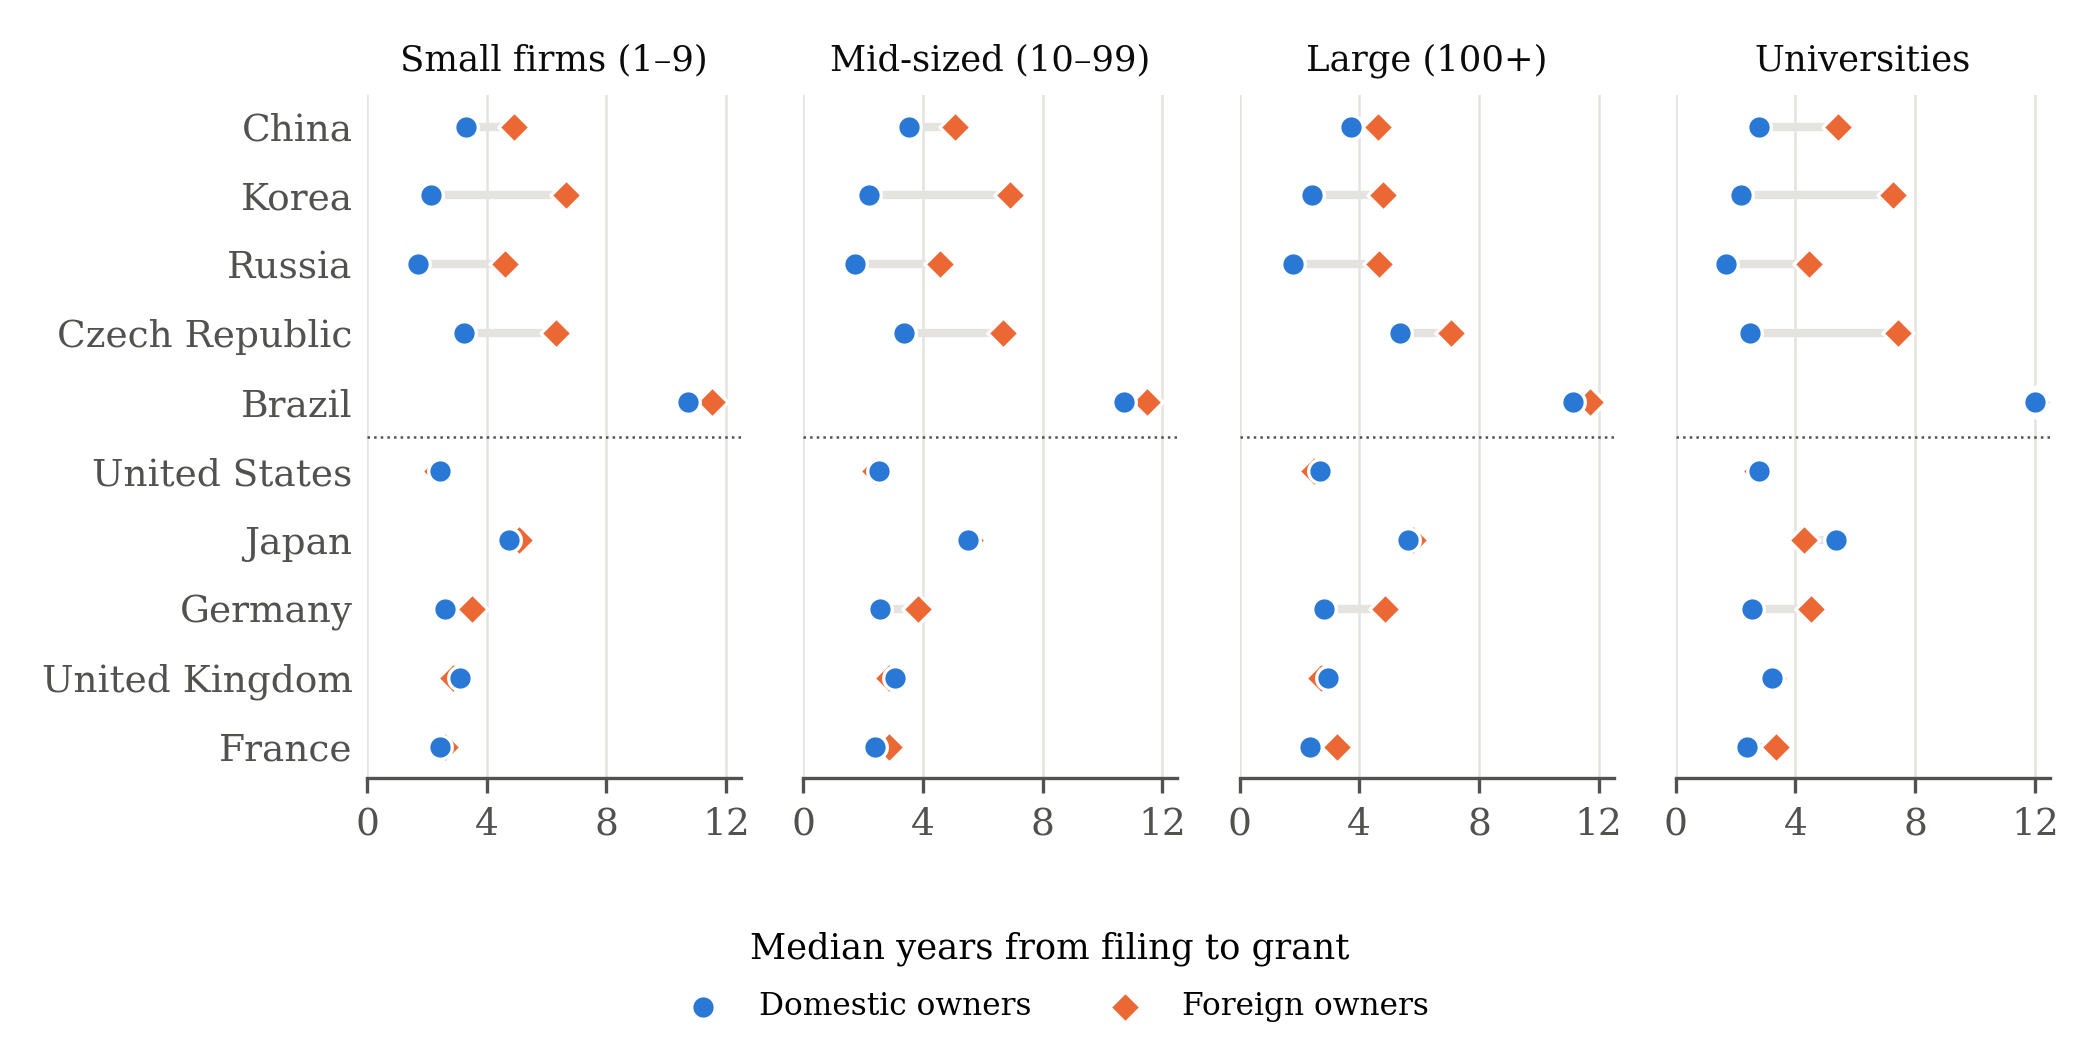 Small firms (1–9) Mid-sized (10–99) Large (100+) Universities
China
Korea
Russia
Czech Republic
Brazil
United States
Japan
Germany
United Kingdom
France
0 4 8 12 0 4 8 12 0 4 8 12 0 4 8 12
Median years from filing to grant
Domestic owners Foreign owners